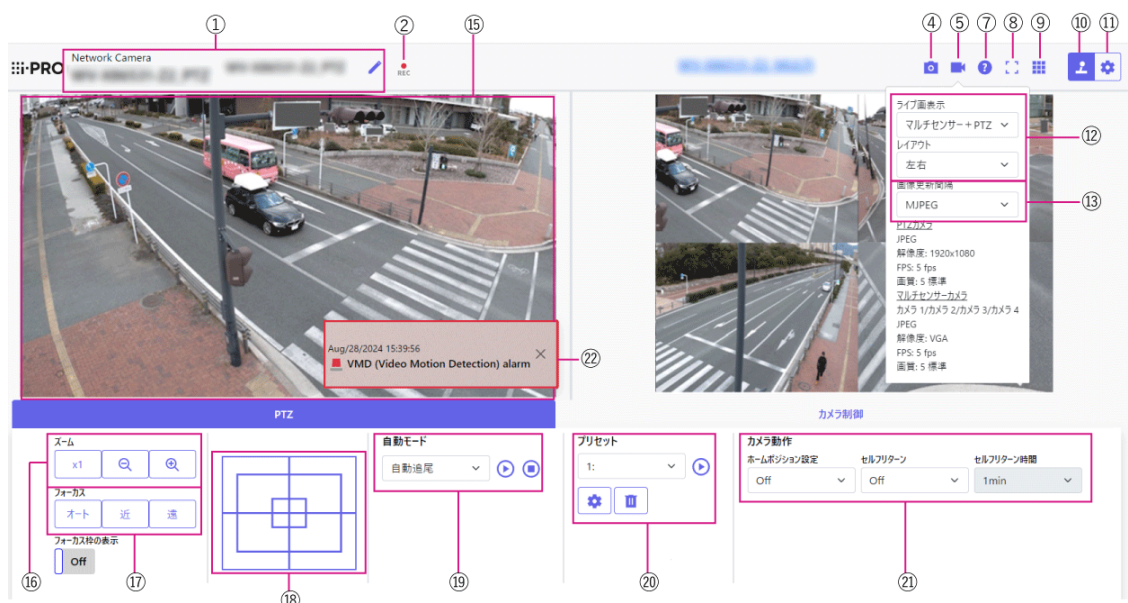 ① ② ⑮ ④ ⑤ ⑦ ⑧ ⑨ ⑩ ⑪
i-PRO
Network Camera
REC
ライブ画表示
マルチセンサー+PTZ
⑫
レイアウト
左右
画像更新間隔
MJPEG
⑬
PTZカメラ
JPEG
解像度: 1920x1080
FPS: 5 fps
画質: 5 標準
マルチセンサーカメラ
カメラ 1/カメラ 2/カメラ 3/カメラ 4
JPEG
解像度: VGA
FPS: 5 fps
画質: 5 標準
Aug/28/2024 15:39:56
VMD (Video Motion Detection) alarm
㉒
PTZ
カメラ制御
ズーム
x1
フォーカス
オート 近 遠
フォーカス枠の表示
Off
自動モード
自動追尾
プリセット
1:
カメラ動作
ホームポジション設定 セルフリターン セルフリターン時間
Off Off 1min
⑯ ⑰ ⑱ ⑲ ⑳ ㉑